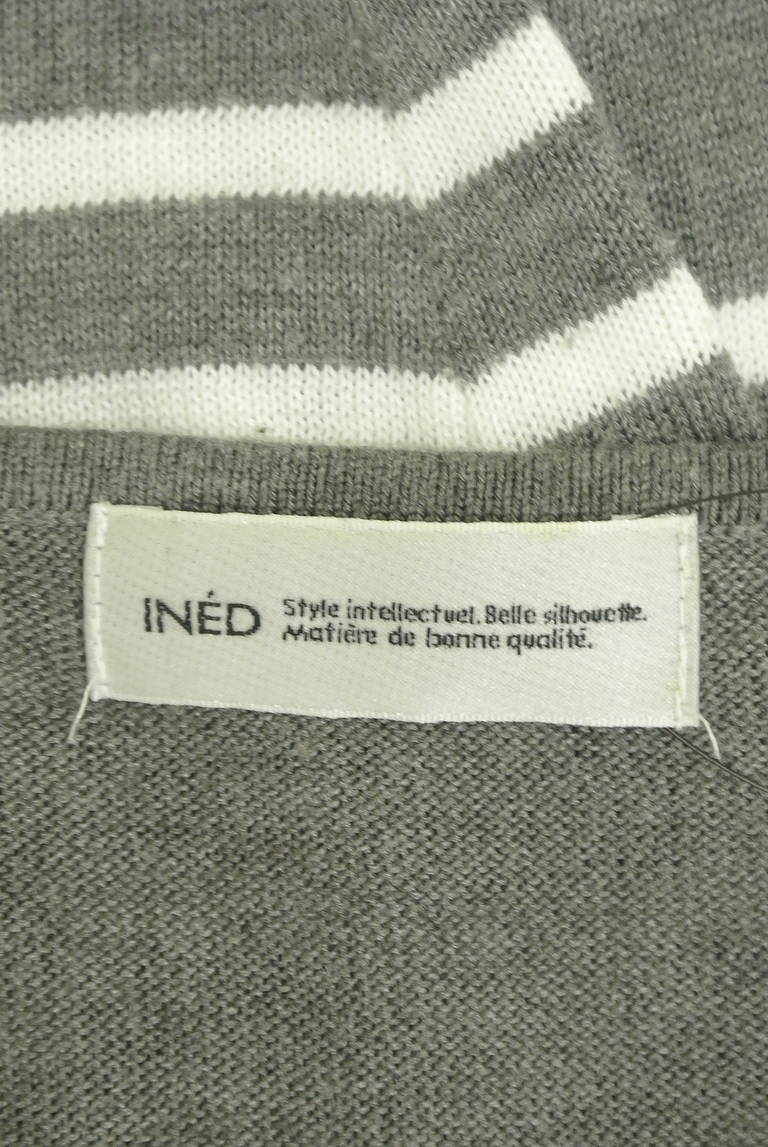 INÉD
Style intellectuel. Belle silhouette.
Matière de bonne qualité.